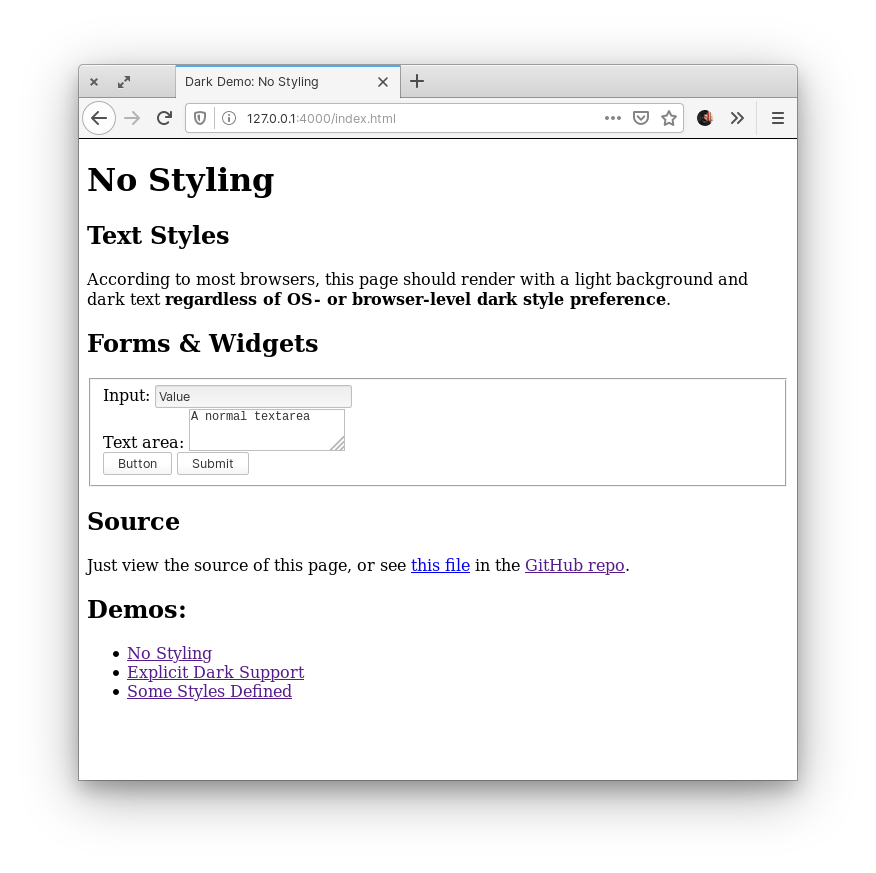 Dark Demo: No Styling
127.0.0.1:4000/index.html
No Styling
Text Styles
According to most browsers, this page should render with a light background and
dark text regardless of OS- or browser-level dark style preference.
Forms & Widgets
Input: Value
A normal textarea
Text area:
Button Submit
Source
Just view the source of this page, or see this file in the GitHub repo.
Demos:
• No Styling
• Explicit Dark Support
• Some Styles Defined